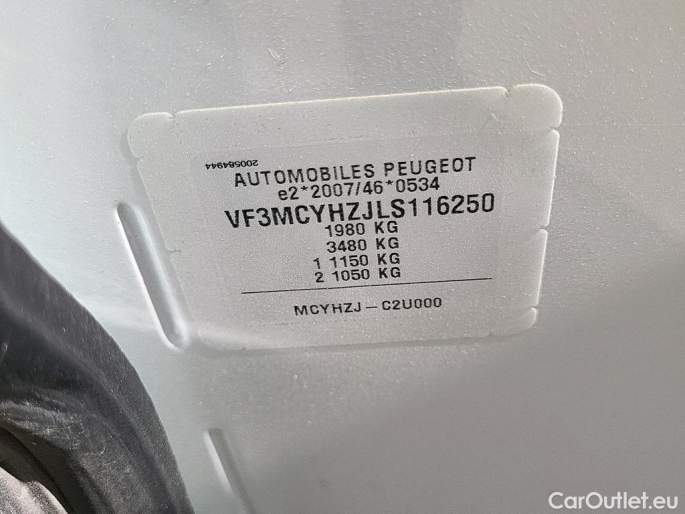 200584944
AUTOMOBILES PEUGEOT
e2*2007/46*0534
VF3MCYHZJLS116250
1980 KG
3480 KG
1 1150 KG
2 1050 KG
MCYHZJ – C2U000
CarOutlet.eu